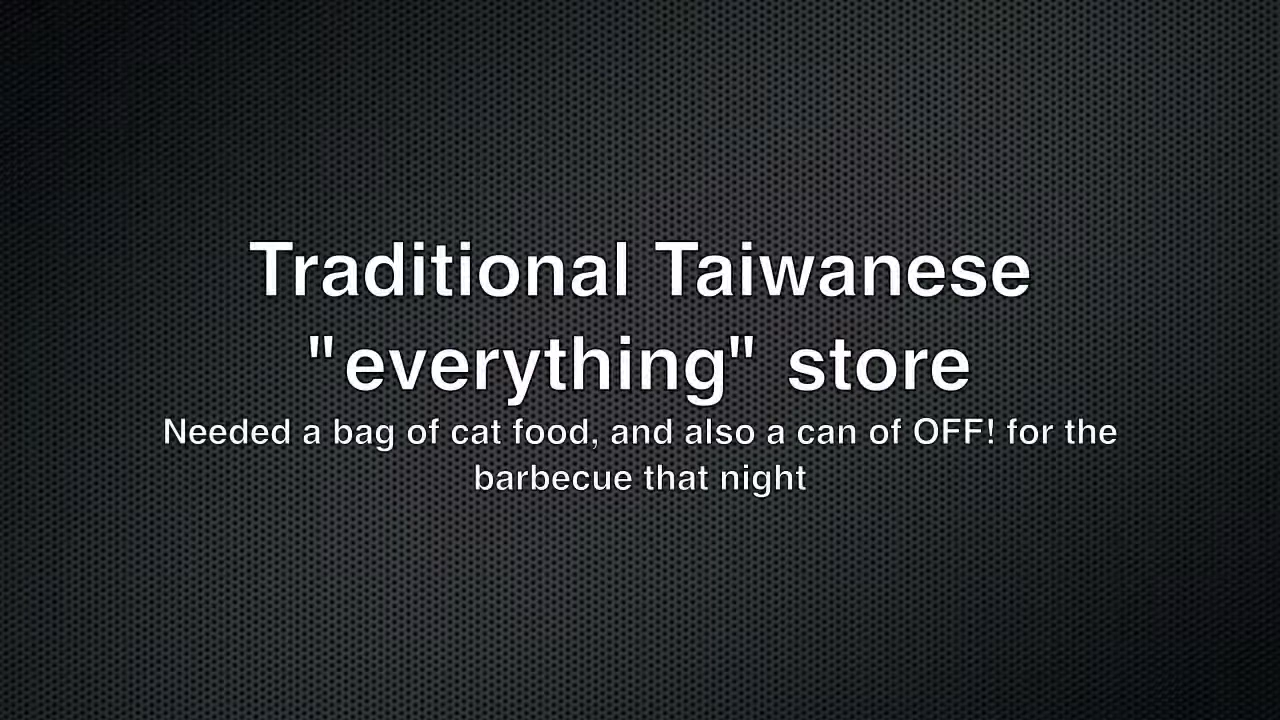 Traditional Taiwanese
"everything" store
Needed a bag of cat food, and also a can of OFF! for the
barbecue that night